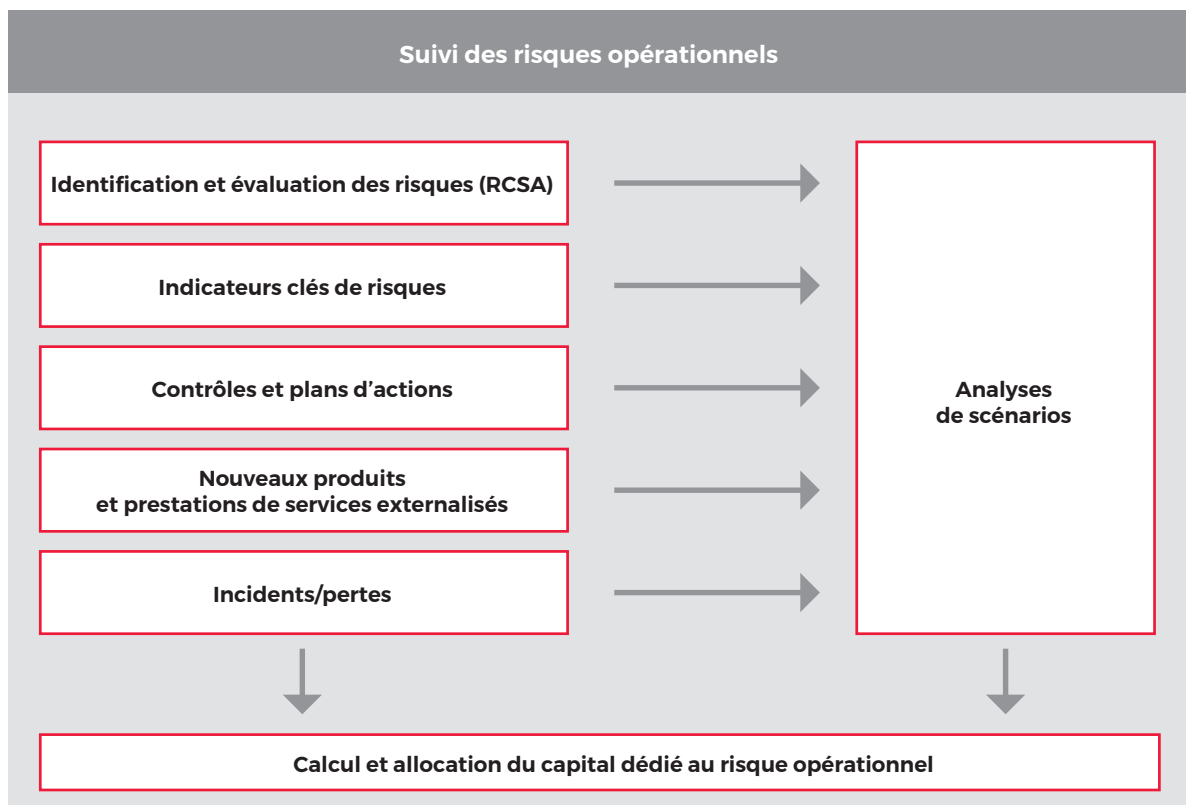 Suivi des risques opérationnels
Identification et évaluation des risques (RCSA)
Indicateurs clés de risques
Contrôles et plans d’actions
Nouveaux produits
et prestations de services externalisés
Incidents/pertes
Analyses
de scénarios
Calcul et allocation du capital dédié au risque opérationnel